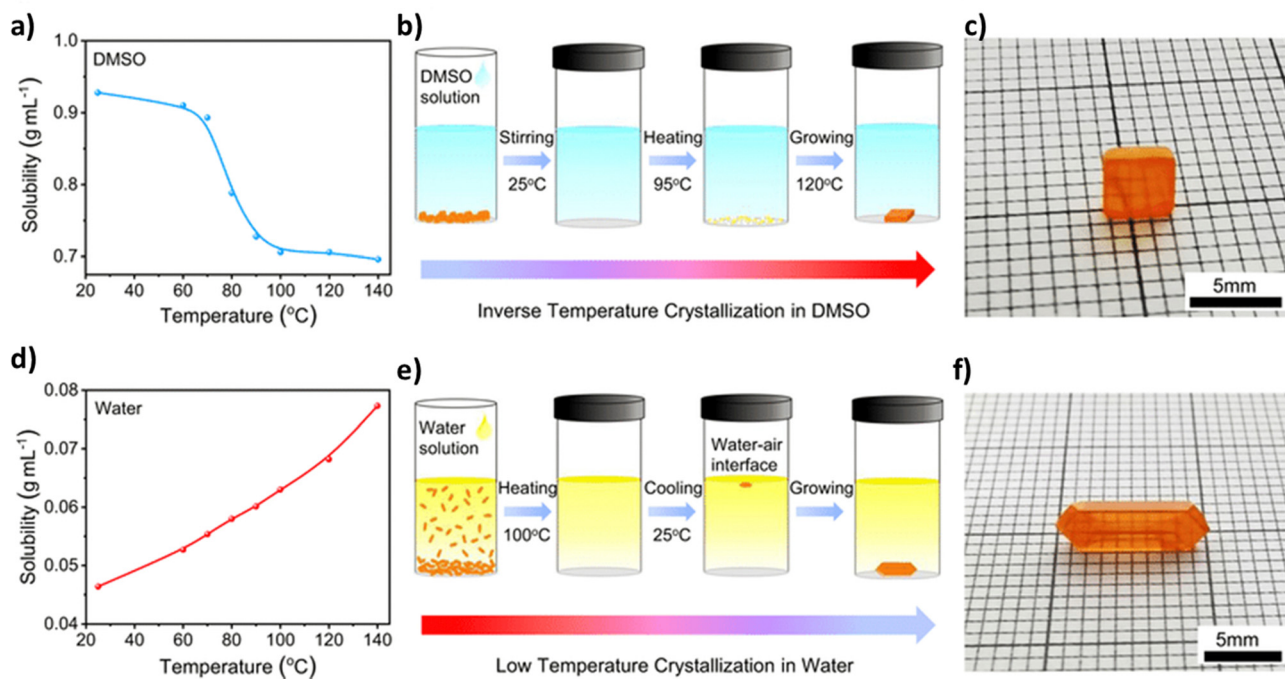 a)
1.0
0.9
0.8
0.7
0.6
20 40 60 80 100 120 140
Solubility (g mL⁻¹)
Temperature (°C)
DMSO
b)
DMSO
solution
Stirring
25°C
Heating
95°C
Growing
120°C
Inverse Temperature Crystallization in DMSO
c)
5mm
d)
0.08
0.07
0.06
0.05
0.04
20 40 60 80 100 120 140
Solubility (g mL⁻¹)
Temperature (°C)
Water
e)
Water
solution
Heating
100°C
Cooling
25°C
Water-air
interface
Growing
Low Temperature Crystallization in Water
f)
5mm